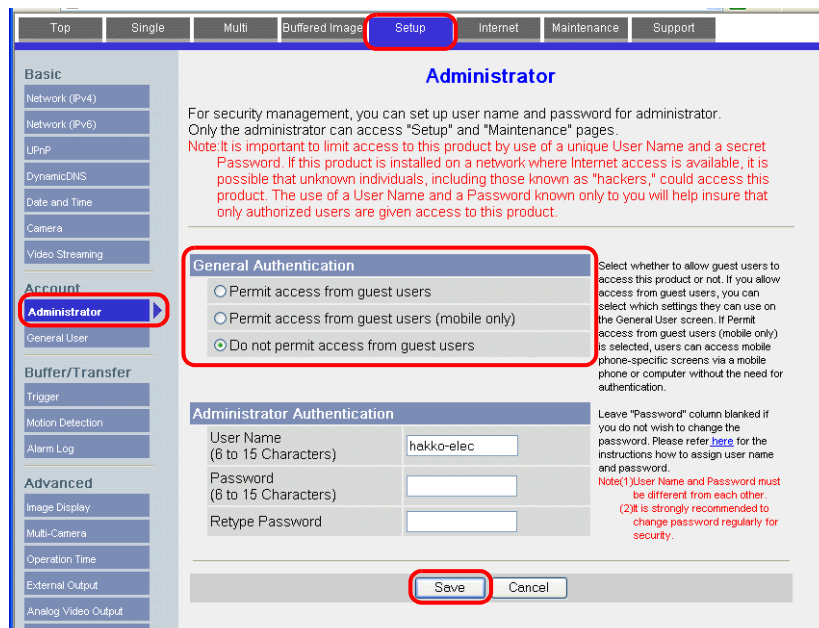 Top
Single
Multi
Buffered Image
Setup
Internet
Maintenance
Support
Basic
Network (IPv4)
Network (IPv6)
UPnP
DynamicDNS
Date and Time
Camera
Video Streaming
Account
Administrator
General User
Buffer/Transfer
Trigger
Motion Detection
Alarm Log
Advanced
Image Display
Multi-Camera
Operation Time
External Output
Analog Video Output
Administrator
For security management, you can set up user name and password for administrator.
Only the administrator can access "Setup" and "Maintenance" pages.
Note:It is important to limit access to this product by use of a unique User Name and a secret
Password. If this product is installed on a network where Internet access is available, it is
possible that unknown individuals, including those known as "hackers," could access this
product. The use of a User Name and a Password known only to you will help insure that
only authorized users are given access to this product.
General Authentication
Permit access from guest users
Permit access from guest users (mobile only)
Do not permit access from guest users
Select whether to allow guest users to
access this product or not. If you allow
access from guest users, you can
select which settings they can use on
the General User screen. If Permit
access from guest users (mobile only)
is selected, users can access mobile
phone-specific screens via a mobile
phone or computer without the need for
authentication.
Administrator Authentication
User Name
(6 to 15 Characters)
hakko-elec
Password
(6 to 15 Characters)
Retype Password
Leave "Password" column blanked if
you do not wish to change the
password. Please refer here for the
instructions how to assign user name
and password.
Note(1)User Name and Password must
be different from each other.
(2)It is strongly recommended to
change password regularly for
security.
Save
Cancel